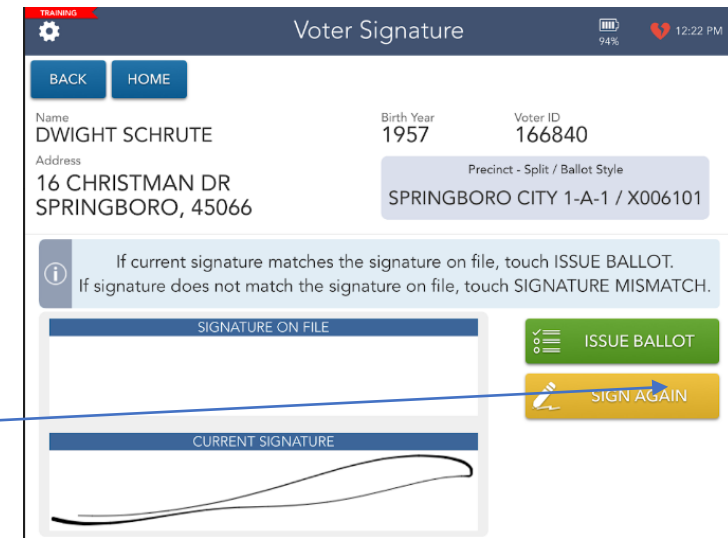 TRAINING
Voter Signature
94%
12:22 PM
BACK
HOME
Name
DWIGHT SCHRUTE
Birth Year
1957
Voter ID
166840
Address
16 CHRISTMAN DR
SPRINGBORO, 45066
Precinct - Split / Ballot Style
SPRINGBORO CITY 1-A-1 / X006101
If current signature matches the signature on file, touch ISSUE BALLOT.
If signature does not match the signature on file, touch SIGNATURE MISMATCH.
SIGNATURE ON FILE
ISSUE BALLOT
SIGN AGAIN
CURRENT SIGNATURE